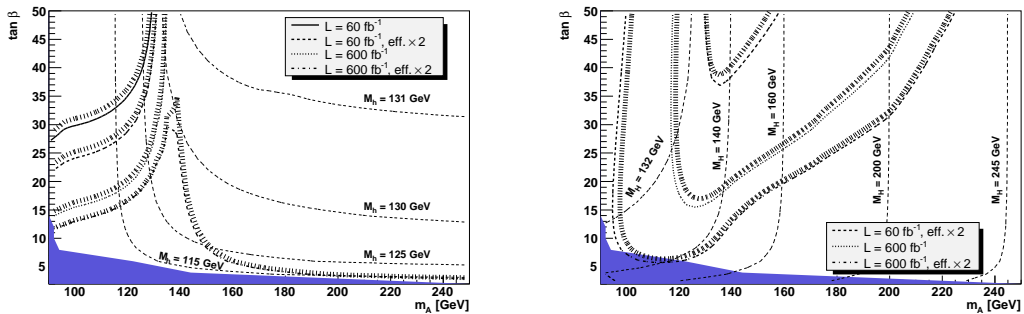 tan β
50
45
40
35
30
25
20
15
10
5
100 120 140 160 180 200 220 240
m_A [GeV]
L = 60 fb⁻¹
L = 60 fb⁻¹, eff. × 2
L = 600 fb⁻¹
L = 600 fb⁻¹, eff. × 2
M_h = 131 GeV
M_h = 130 GeV
M_h = 125 GeV
M_h = 115 GeV
tan β
50
45
40
35
30
25
20
15
10
5
100 120 140 160 180 200 220 240
m_A [GeV]
M_H = 132 GeV
M_H = 140 GeV
M_H = 160 GeV
M_H = 200 GeV
M_H = 245 GeV
L = 60 fb⁻¹, eff. × 2
L = 600 fb⁻¹
L = 600 fb⁻¹, eff. × 2